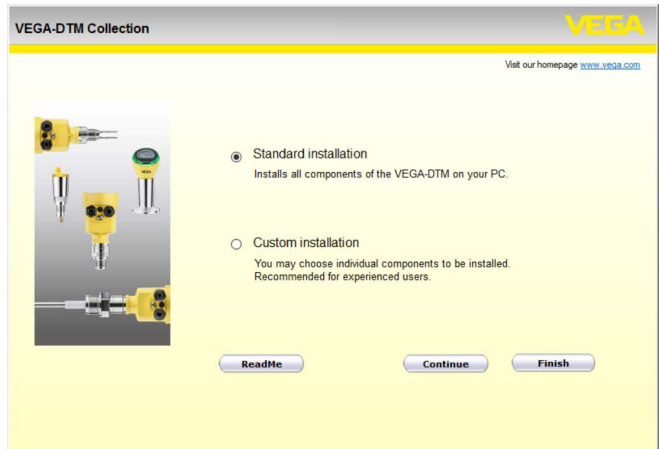 VEGA-DTM Collection
VEGA
Visit our homepage www.vega.com
Standard installation
Installs all components of the VEGA-DTM on your PC.
Custom installation
You may choose individual components to be installed.
Recommended for experienced users.
ReadMe
Continue
Finish